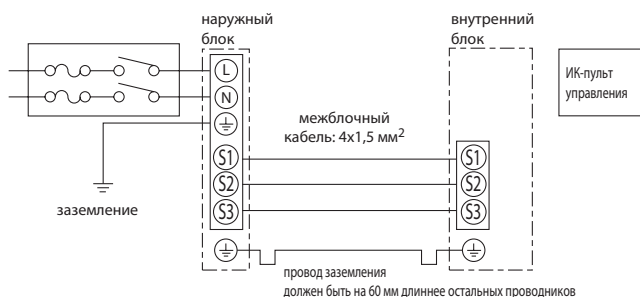 наружный
блок
внутренний
блок
L
N
ИК-пульт
управления
межблочный
кабель: 4x1,5 мм²
S1
S2
S3
S1
S2
S3
заземление
провод заземления
должен быть на 60 мм длиннее остальных проводников